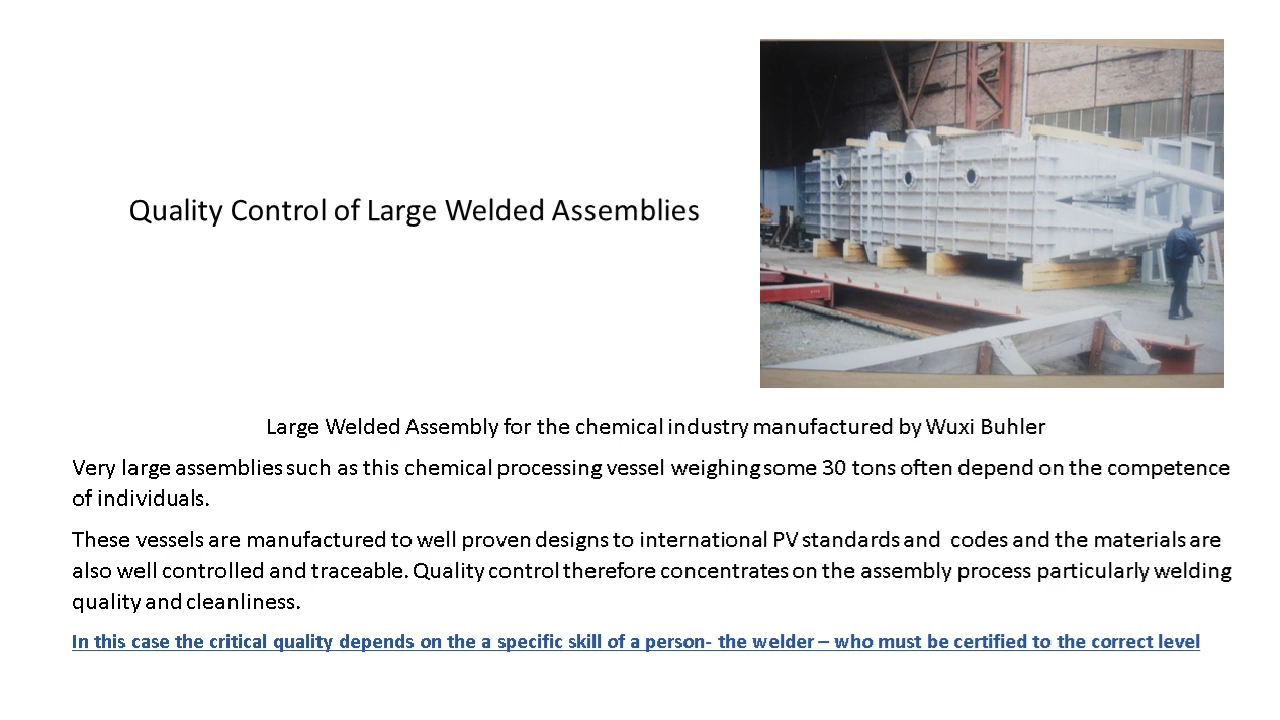 Quality Control of Large Welded Assemblies
Large Welded Assembly for the chemical industry manufactured by Wuxi Buhler
Very large assemblies such as this chemical processing vessel weighing some 30 tons often depend on the competence
of individuals.
These vessels are manufactured to well proven designs to international PV standards and  codes and the materials are
also well controlled and traceable. Quality control therefore concentrates on the assembly process particularly welding
quality and cleanliness.
In this case the critical quality depends on the a specific skill of a person- the welder – who must be certified to the correct level